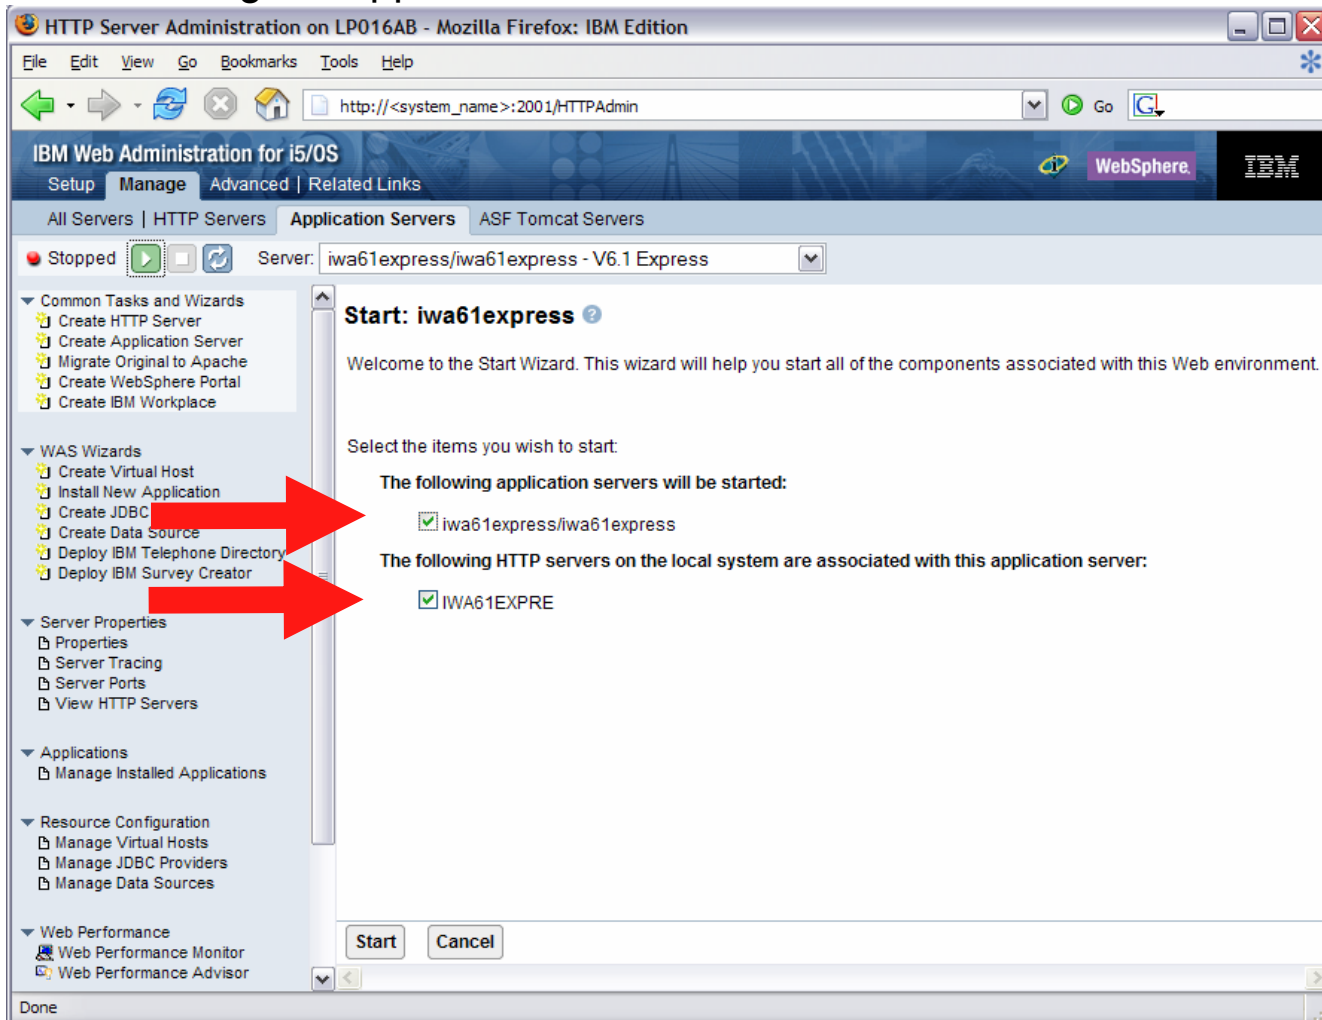 HTTP Server Administration on LP016AB - Mozilla Firefox: IBM Edition
File Edit View Go Bookmarks Tools Help
http://<system_name>:2001/HTTPAdmin Go G
IBM Web Administration for i5/OS
WebSphere. IBM
Setup Manage Advanced | Related Links
All Servers | HTTP Servers Application Servers ASF Tomcat Servers
Stopped Server: iwa61express/iwa61express - V6.1 Express
Common Tasks and Wizards
Create HTTP Server
Create Application Server
Migrate Original to Apache
Create WebSphere Portal
Create IBM Workplace
WAS Wizards
Create Virtual Host
Install New Application
Create JDBC
Create Data Source
Deploy IBM Telephone Directory
Deploy IBM Survey Creator
Server Properties
Properties
Server Tracing
Server Ports
View HTTP Servers
Applications
Manage Installed Applications
Resource Configuration
Manage Virtual Hosts
Manage JDBC Providers
Manage Data Sources
Web Performance
Web Performance Monitor
Web Performance Advisor
Start: iwa61express
Welcome to the Start Wizard. This wizard will help you start all of the components associated with this Web environment.
Select the items you wish to start:
The following application servers will be started:
iwa61express/iwa61express
The following HTTP servers on the local system are associated with this application server:
IWA61EXPRE
Start Cancel
Done